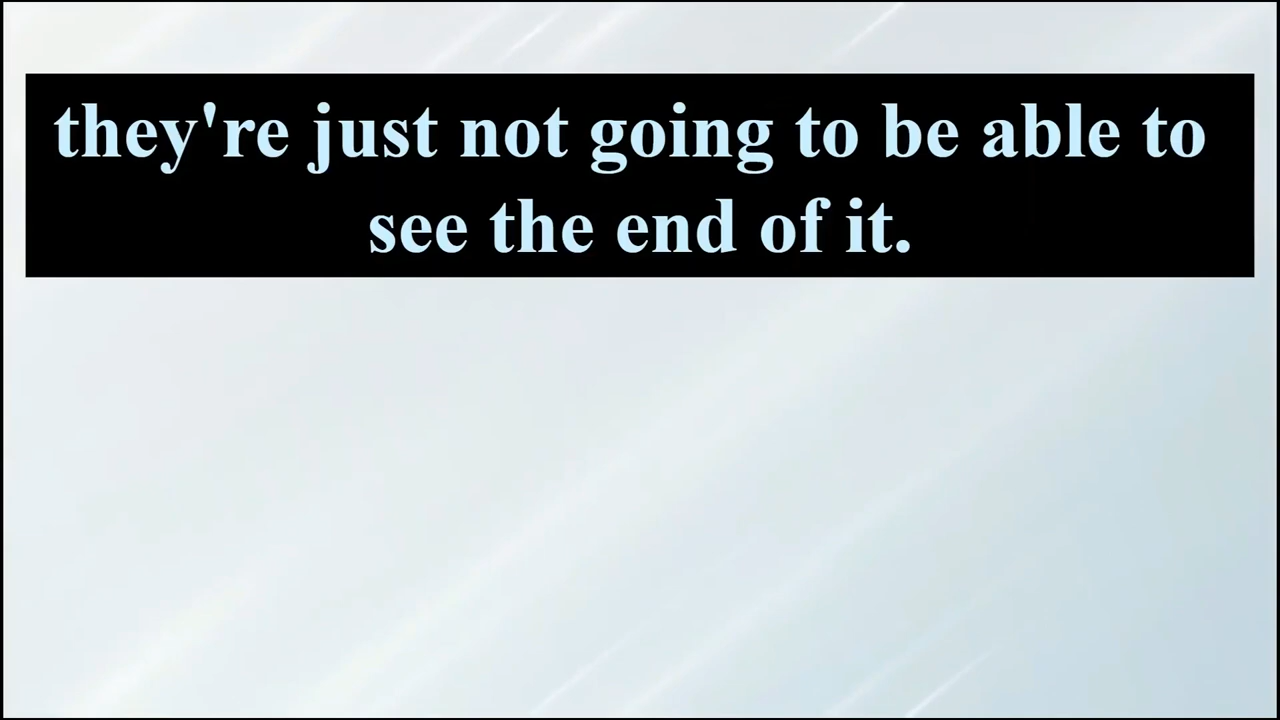 they're just not going to be able to
see the end of it.